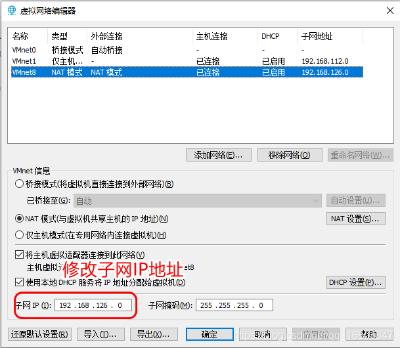 虚拟网络编辑器
名称 类型 外部连接 主机连接 DHCP 子网地址
VMnet0 桥接模式 自动桥接 - - -
VMnet1 仅主机... - 已连接 已启用 192.168.112.0
VMnet8 NAT 模式 NAT 模式 已连接 已启用 192.168.126.0
添加网络(E)... 移除网络(O) 重命名网络(W)...
VMnet 信息
桥接模式(将虚拟机直接连接到外部网络)(B)
已桥接至(G): 自动 自动设置(U)...
NAT 模式(与虚拟机共享主机的 IP 地址)(N) NAT 设置(S)...
仅主机模式(在专用网络内连接虚拟机)(H)
将主机虚拟适配器连接到此网络(V)
主机虚拟
修改子网IP地址
使用本地 DHCP 服务将 IP 地址分配给虚拟机(D) DHCP 设置(P)...
子网 IP (I): 192 .168 .126 . 0 子网掩码(M): 255 .255 .255 . 0
还原默认设置(R) 导入(T)... 导出(X)... 确定 取消 应用(A) 帮助